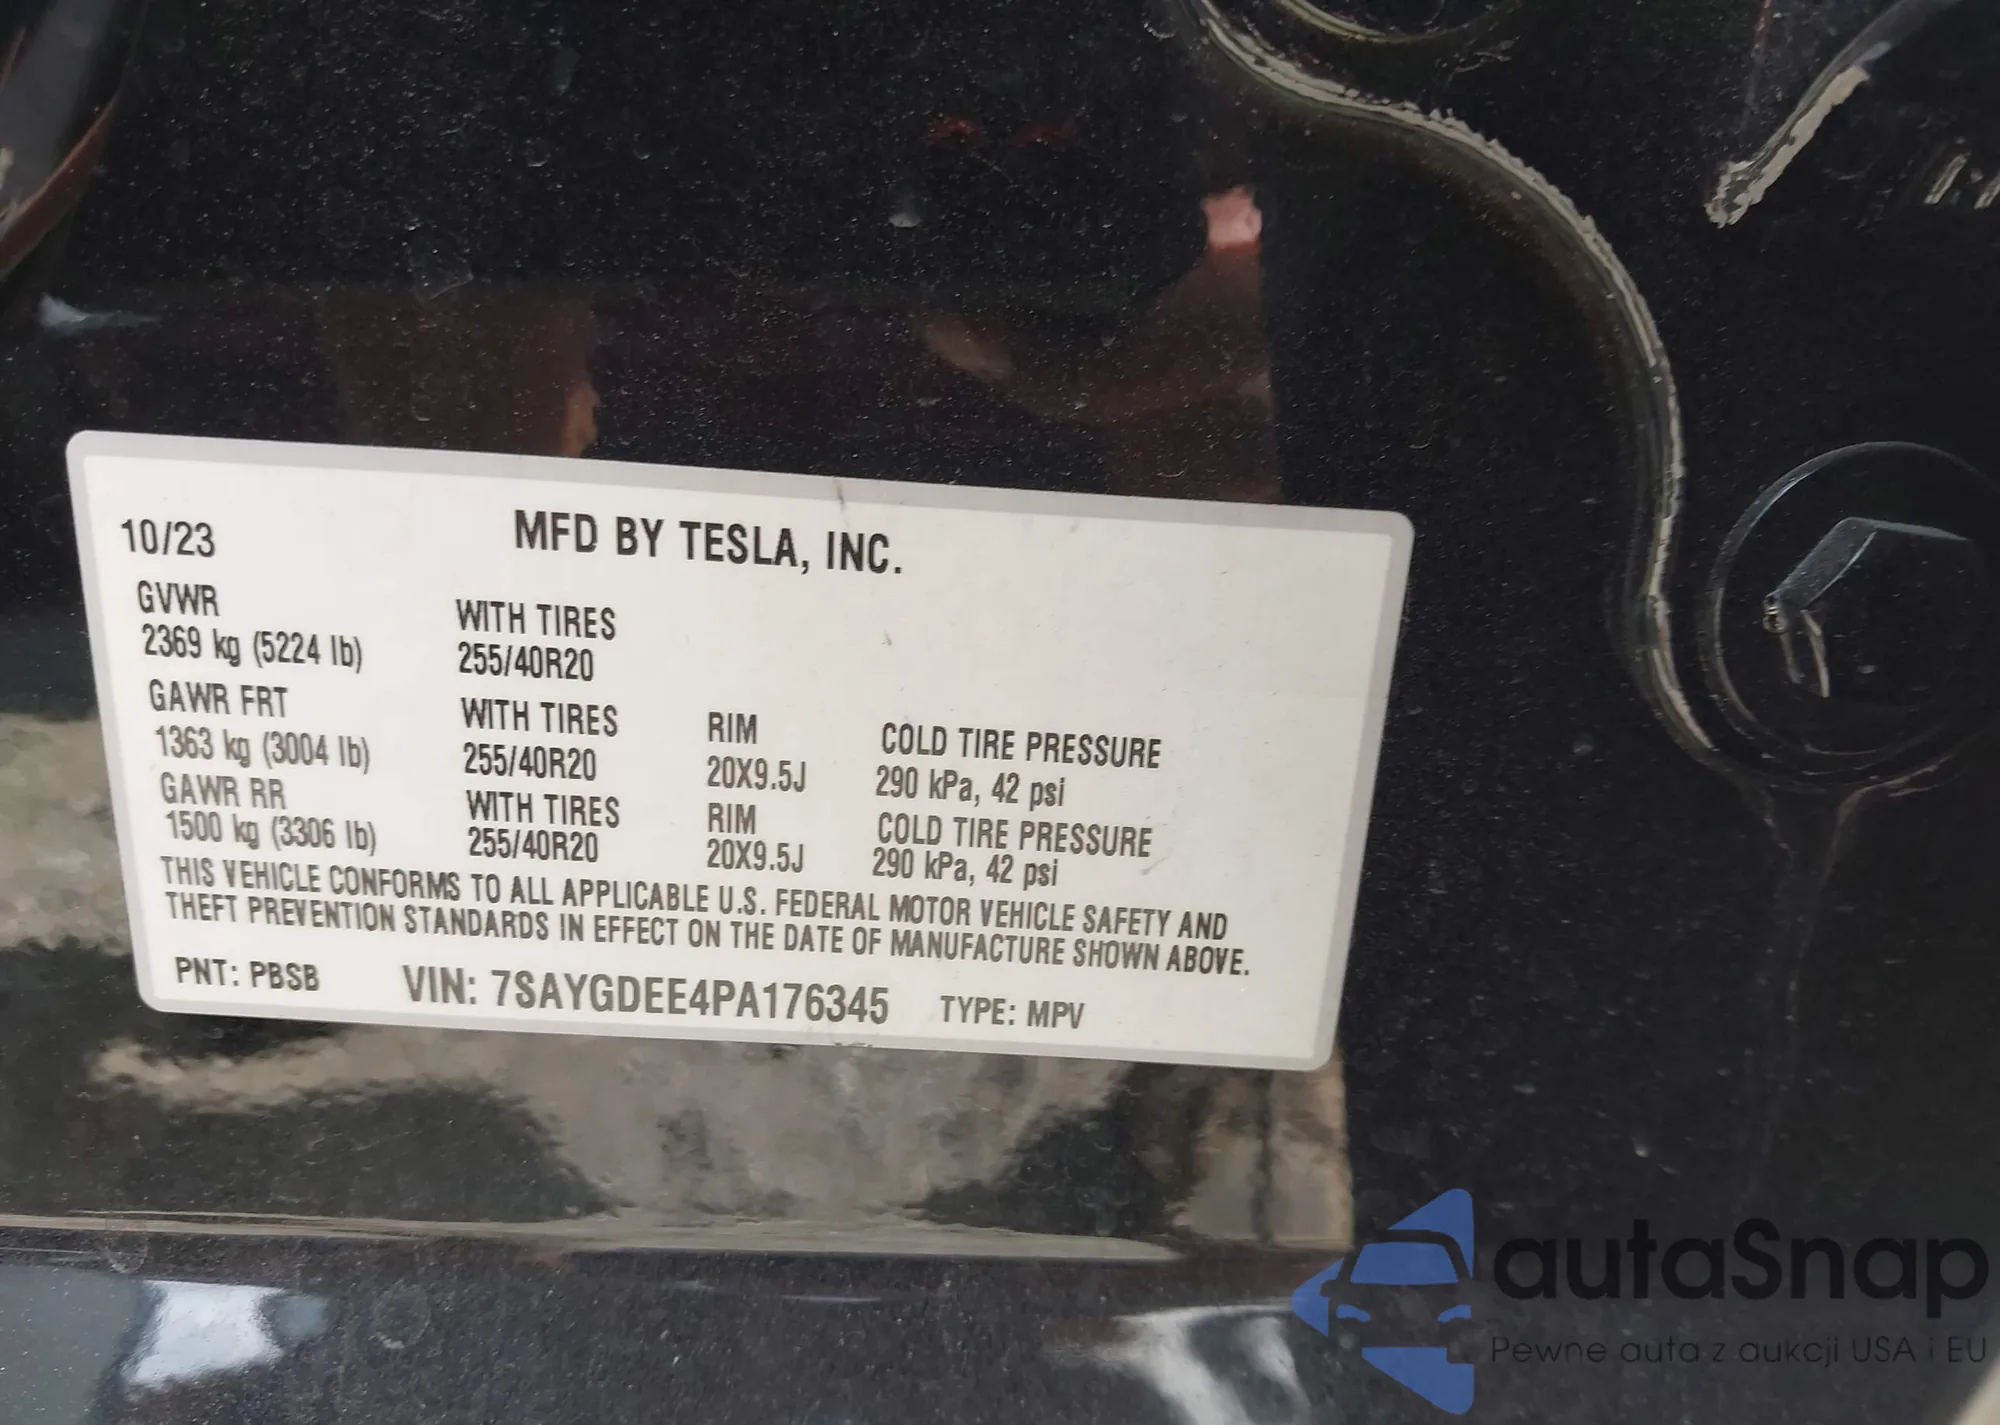 10/23 MFD BY TESLA, INC.
GVWR WITH TIRES
2369 kg (5224 lb) 255/40R20
GAWR FRT WITH TIRES RIM COLD TIRE PRESSURE
1363 kg (3004 lb) 255/40R20 20X9.5J 290 kPa, 42 psi
GAWR RR WITH TIRES RIM COLD TIRE PRESSURE
1500 kg (3306 lb) 255/40R20 20X9.5J 290 kPa, 42 psi
THIS VEHICLE CONFORMS TO ALL APPLICABLE U.S. FEDERAL MOTOR VEHICLE SAFETY AND
THEFT PREVENTION STANDARDS IN EFFECT ON THE DATE OF MANUFACTURE SHOWN ABOVE.
PNT: PBSB VIN: 7SAYGDEE4PA176345 TYPE: MPV
autaSnap
Pewne auta z aukcji USA i EU